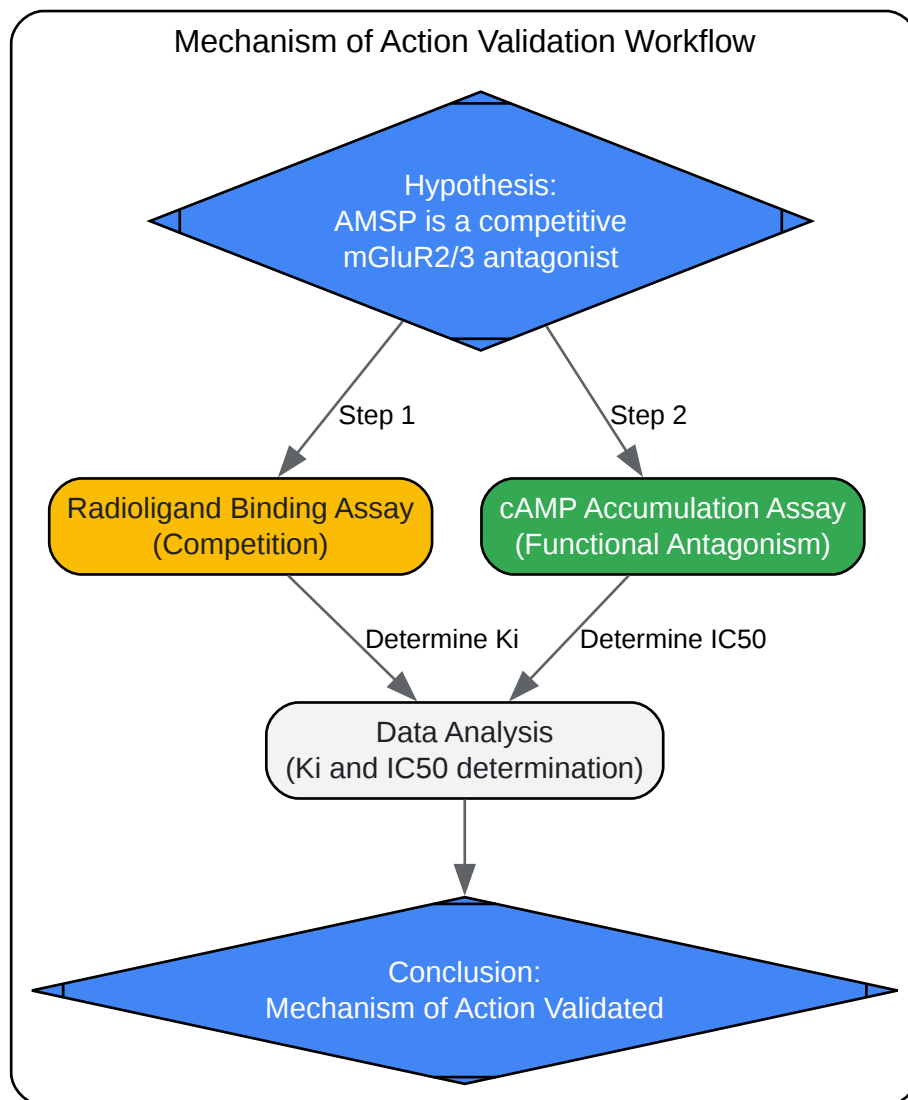 Mechanism of Action Validation Workflow
Hypothesis:
AMSP is a competitive
mGluR2/3 antagonist
Step 1
Step 2
Radioligand Binding Assay
(Competition)
cAMP Accumulation Assay
(Functional Antagonism)
Determine Ki
Determine IC50
Data Analysis
(Ki and IC50 determination)
Conclusion:
Mechanism of Action Validated